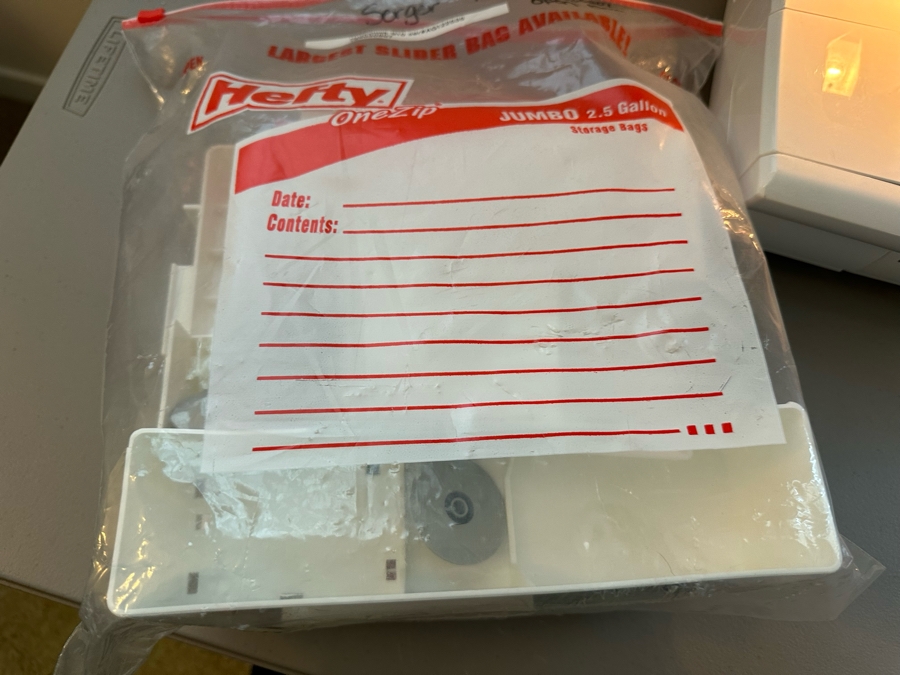 Serger
LARGEST SLIDER BAG AVAILABLE!
LIFETIME
Hefty
OneZip
JUMBO 2.5 Gallon
Storage Bags
Date:
Contents: